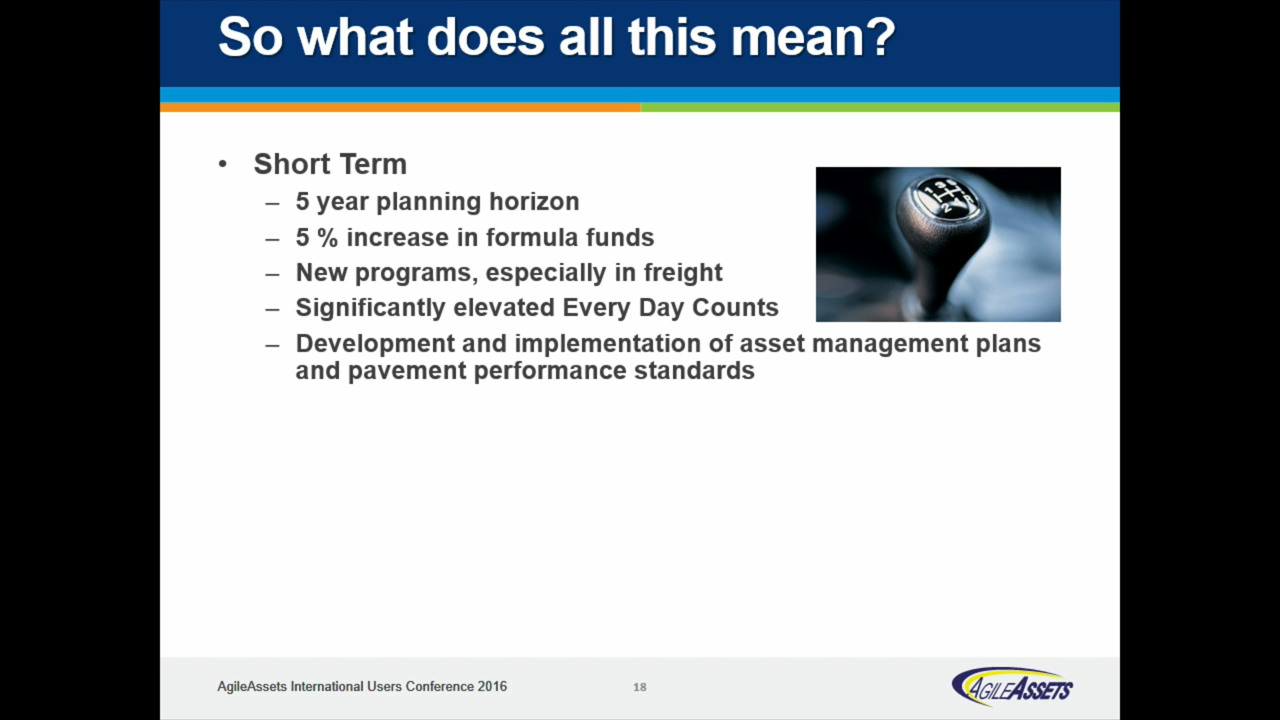 So what does all this mean?
• Short Term
– 5 year planning horizon
– 5 % increase in formula funds
– New programs, especially in freight
– Significantly elevated Every Day Counts
– Development and implementation of asset management plans
and pavement performance standards
AgileAssets International Users Conference 2016
18
AGILEASSETS